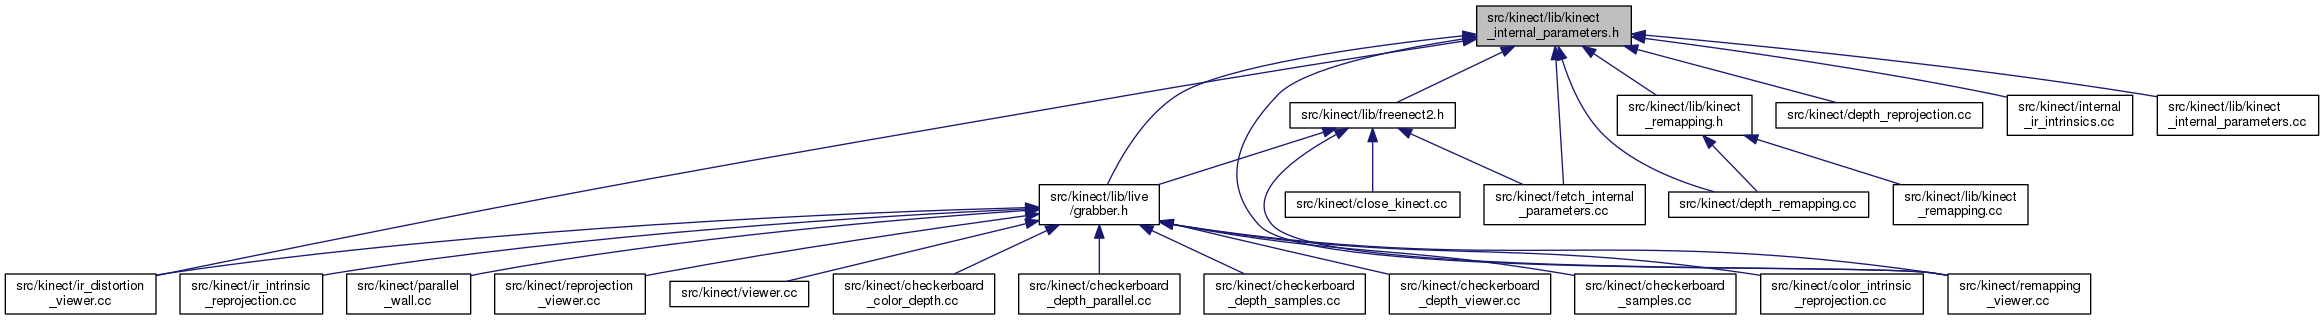 src/kinect/lib/kinect
_internal_parameters.h
src/kinect/lib/freenect2.h
src/kinect/lib/kinect
_remapping.h
src/kinect/depth_reprojection.cc
src/kinect/internal
_ir_intrinsics.cc
src/kinect/lib/kinect
_internal_parameters.cc
src/kinect/lib/live
/grabber.h
src/kinect/close_kinect.cc
src/kinect/fetch_internal
_parameters.cc
src/kinect/depth_remapping.cc
src/kinect/lib/kinect
_remapping.cc
src/kinect/ir_distortion
_viewer.cc
src/kinect/ir_intrinsic
_reprojection.cc
src/kinect/parallel
_wall.cc
src/kinect/reprojection
_viewer.cc
src/kinect/viewer.cc
src/kinect/checkerboard
_color_depth.cc
src/kinect/checkerboard
_depth_parallel.cc
src/kinect/checkerboard
_depth_samples.cc
src/kinect/checkerboard
_depth_viewer.cc
src/kinect/checkerboard
_samples.cc
src/kinect/color_intrinsic
_reprojection.cc
src/kinect/remapping
_viewer.cc